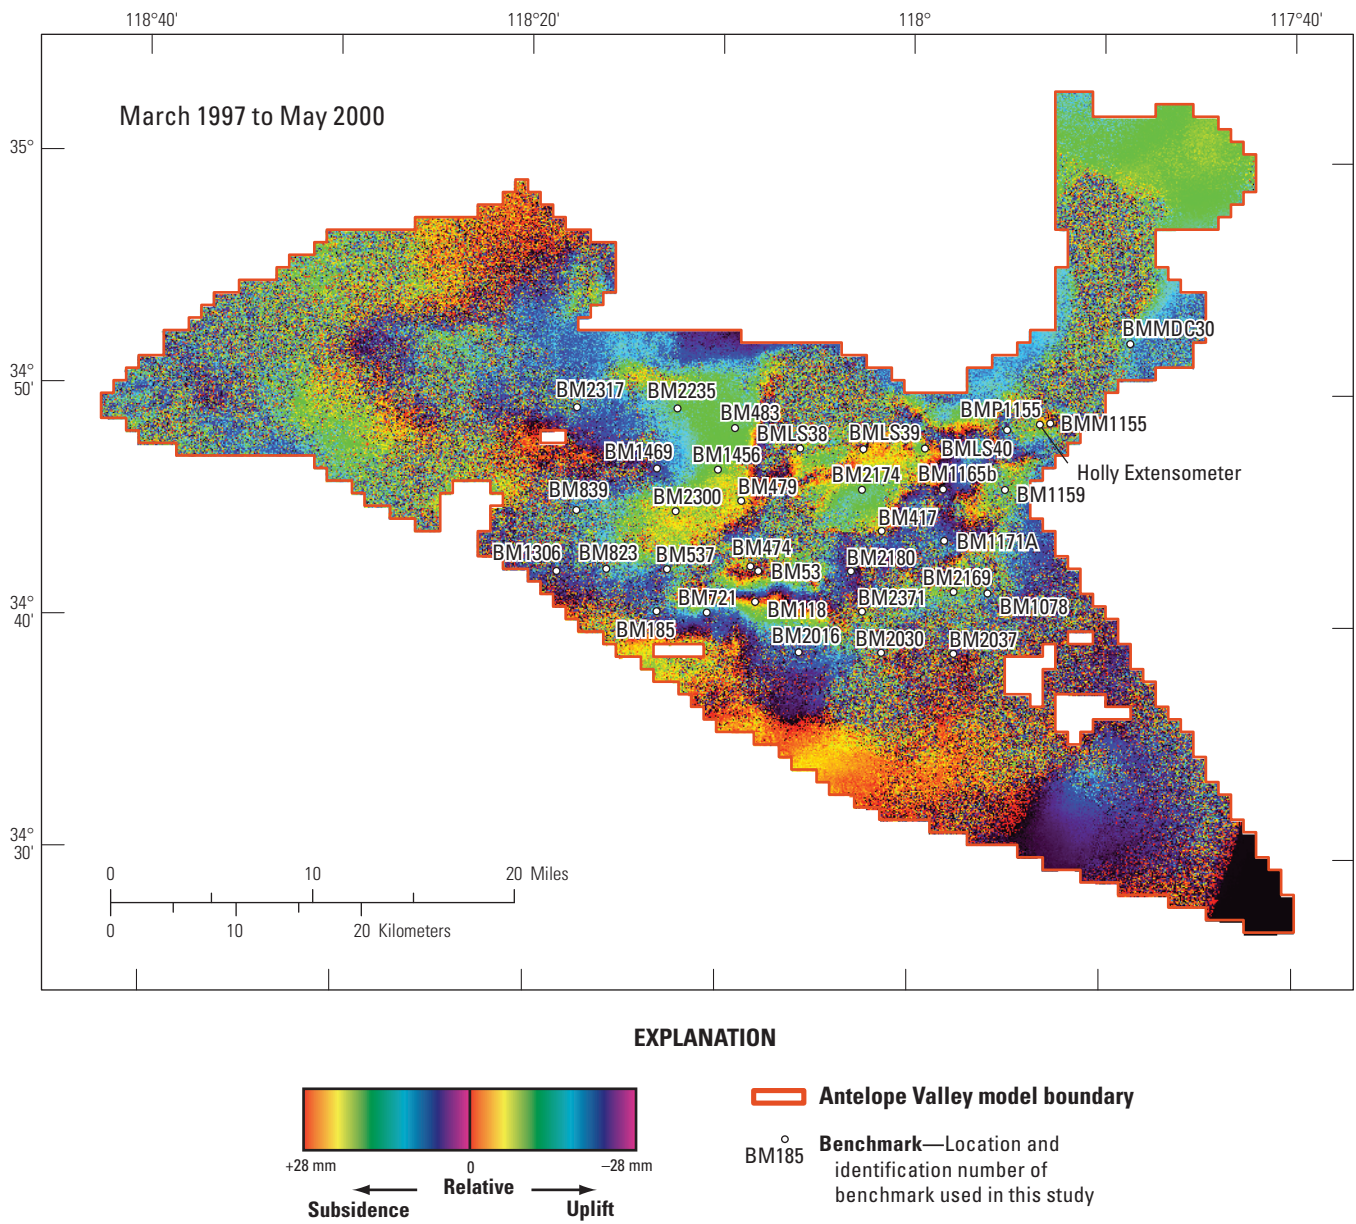 118°40'
118°20'
118°
117°40'
March 1997 to May 2000
35°
34°
50'
34°
40'
34°
30'
BMMDC30
BM2317
BM2235
BM483
BMP1155
BMM1155
BMLS38
BMLS39
BMLS40
BM1469
BM1456
Holly Extensometer
BM2174
BM1165b
BM479
BM1159
BM839
BM2300
BM417
BM1171A
BM474
BM1306
BM823
BM537
BM2180
BM53
BM2169
BM721
BM2371
BM118
BM1078
BM185
BM2016
BM2030
BM2037
0
10
20 Miles
0
10
20 Kilometers
EXPLANATION
+28 mm
0
–28 mm
Relative
Subsidence
Uplift
Antelope Valley model boundary
BM185
Benchmark—Location and
identification number of
benchmark used in this study